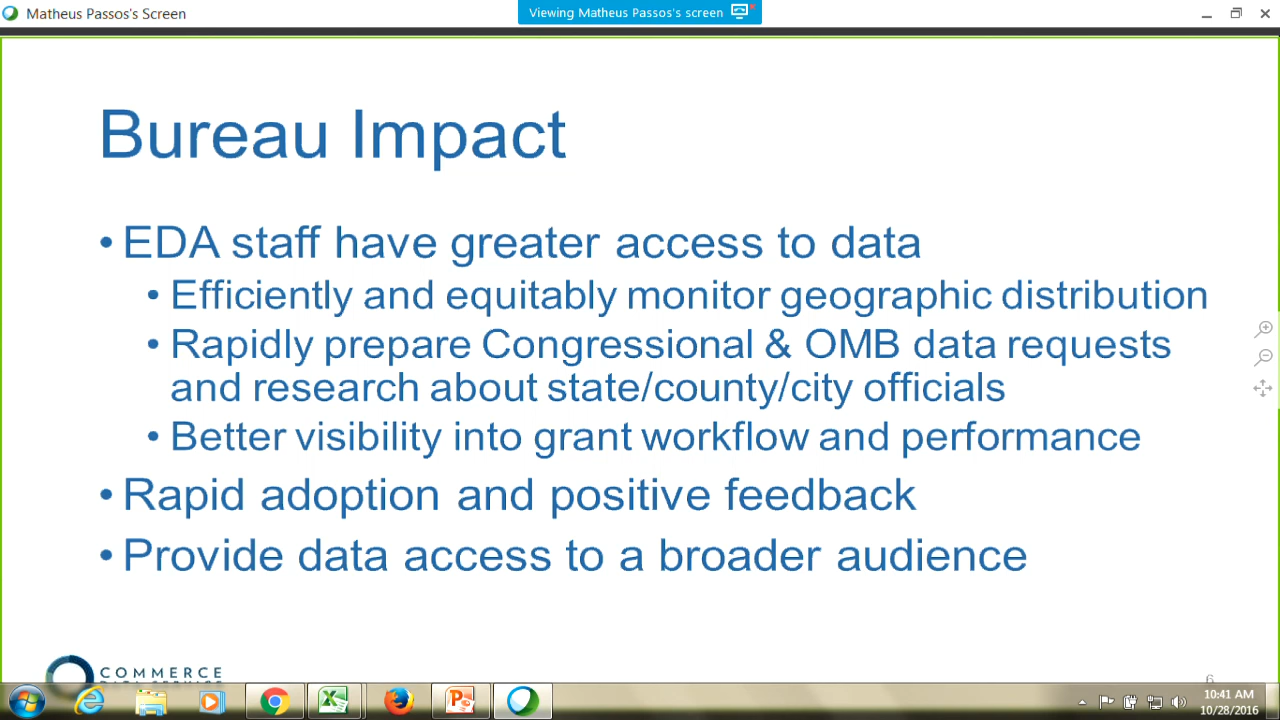 Matheus Passos's Screen
Viewing Matheus Passos's screen
Bureau Impact
• EDA staff have greater access to data
• Efficiently and equitably monitor geographic distribution
• Rapidly prepare Congressional & OMB data requests
and research about state/county/city officials
• Better visibility into grant workflow and performance
• Rapid adoption and positive feedback
• Provide data access to a broader audience
COMMERCE
DATA SERVICE
10:41 AM
10/28/2016